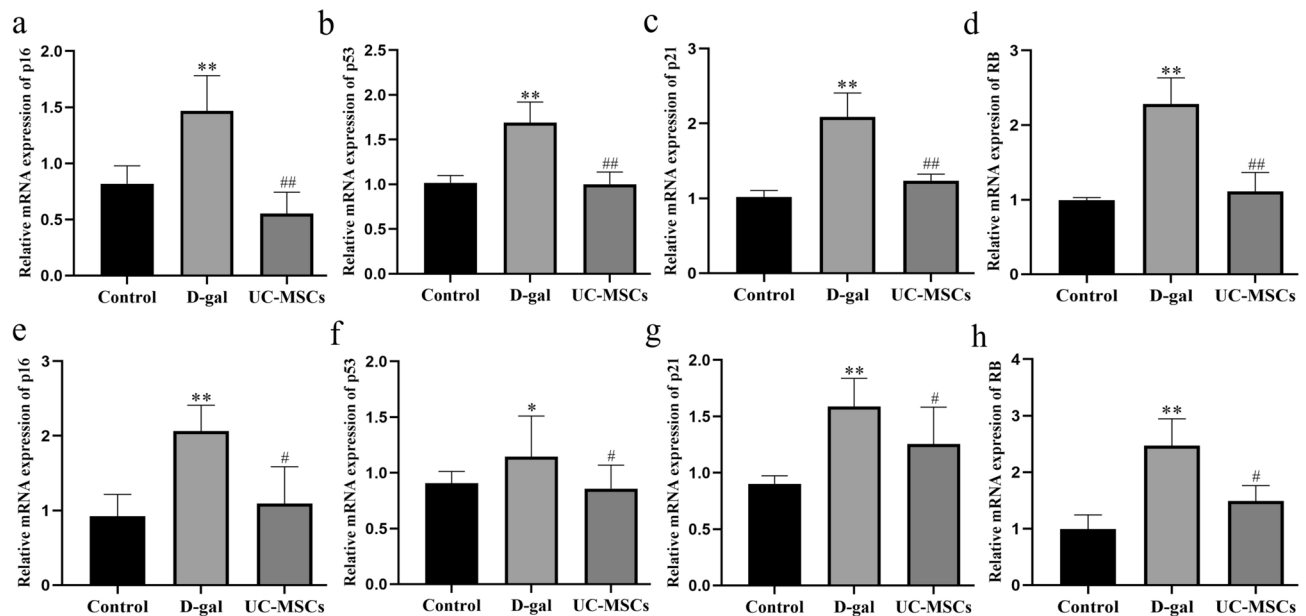 a
Relative mRNA expression of p16
2.0
1.5
1.0
0.5
0.0
**
##
Control D-gal UC-MSCs
b
Relative mRNA expression of p53
2.5
2.0
1.5
1.0
0.5
0.0
**
##
Control D-gal UC-MSCs
c
Relative mRNA expression of p21
3
2
1
0
**
##
Control D-gal UC-MSCs
d
Relative mRNA expresion of RB
3
2
1
0
**
##
Control D-gal UC-MSCs
e
Relative mRNA expression of p16
3
2
1
0
**
#
Control D-gal UC-MSCs
f
Relative mRNA expression of p53
2.0
1.5
1.0
0.5
0.0
*
#
Control D-gal UC-MSCs
g
Relative mRNA expression of p21
2.0
1.5
1.0
0.5
0.0
**
#
Control D-gal UC-MSCs
h
Relative mRNA expresion of RB
4
3
2
1
0
**
#
Control D-gal UC-MSCs